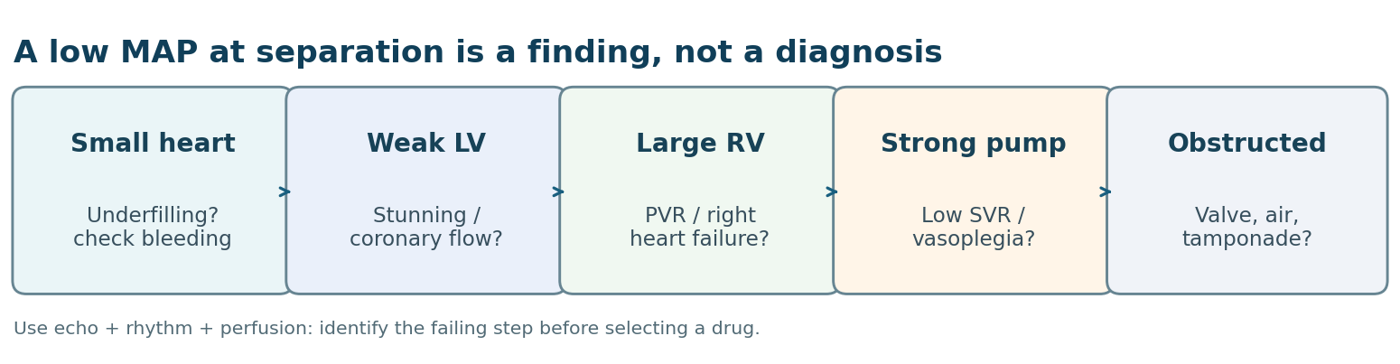 A low MAP at separation is a finding, not a diagnosis
Small heart
Underfilling?
check bleeding
Weak LV
Stunning /
coronary flow?
Large RV
PVR / right
heart failure?
Strong pump
Low SVR /
vasoplegia?
Obstructed
Valve, air,
tamponade?
Use echo + rhythm + perfusion: identify the failing step before selecting a drug.